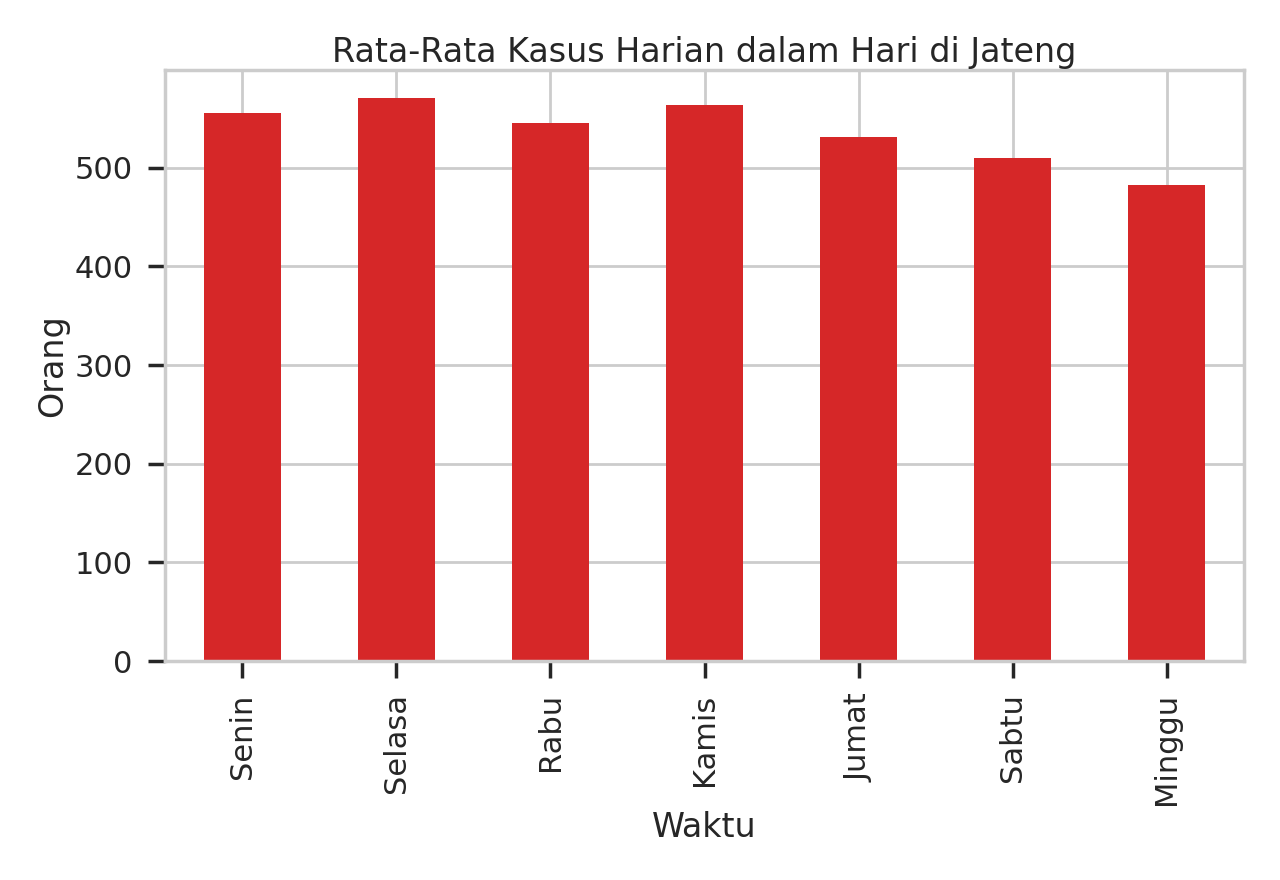 Rata-Rata Kasus Harian dalam Hari di Jateng
Orang
500
400
300
200
100
0
Senin
Selasa
Rabu
Kamis
Jumat
Sabtu
Minggu
Waktu